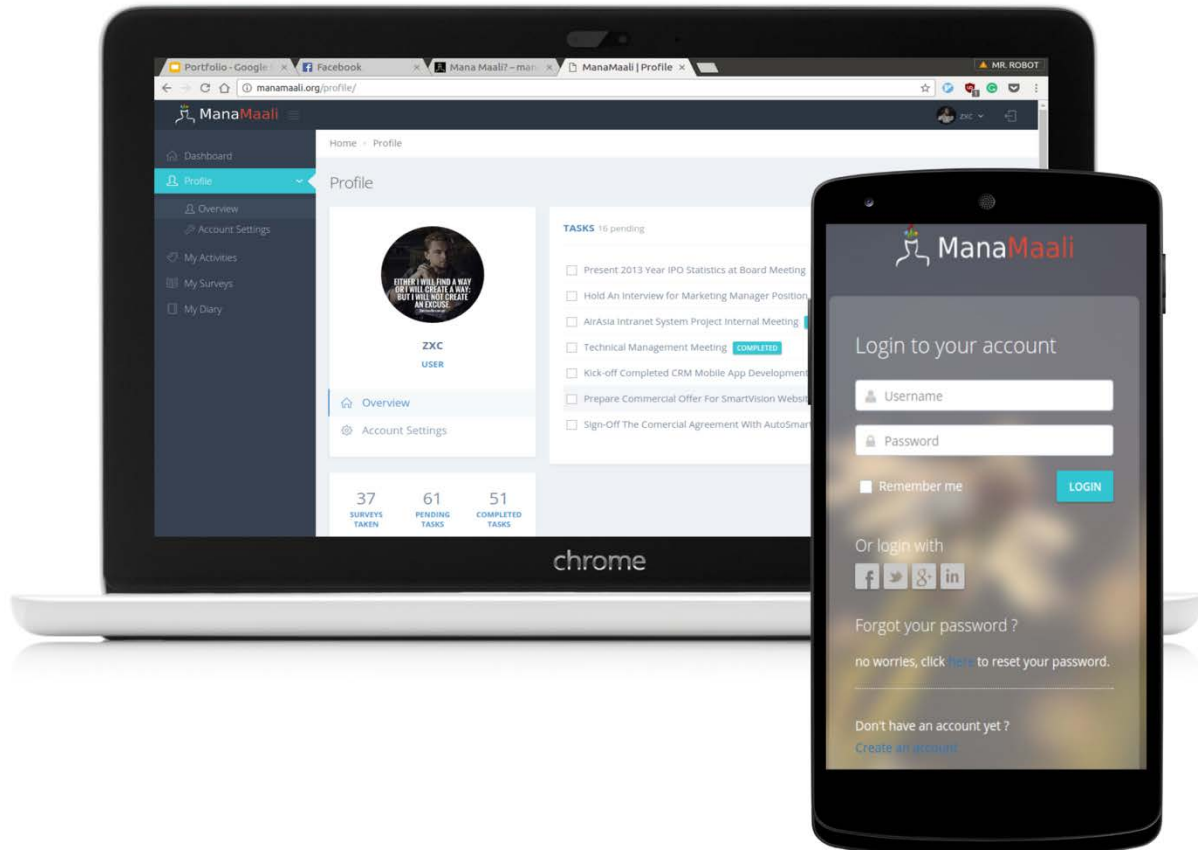 Portfolio - Google
Facebook
Mana Maali? – man
ManaMaali | Profile
MR. ROBOT
manamaali.org/profile/
ManaMaali
zxc
Home
Profile
Dashboard
Profile
Overview
Account Settings
My Activities
My Surveys
My Diary
Profile
EITHER I WILL FIND A WAY
OR I WILL CREATE A WAY;
BUT I WILL NOT CREATE
AN EXCUSE.
ZXC
USER
Overview
Account Settings
37 61 51
SURVEYS TAKEN
PENDING TASKS
COMPLETED TASKS
TASKS 16 pending
Present 2013 Year IPO Statistics at Board Meeting
Hold An Interview for Marketing Manager Position
AirAsia Intranet System Project Internal Meeting
Technical Management Meeting COMPLETED
Kick-off Completed CRM Mobile App Development
Prepare Commercial Offer For SmartVision Websit
Sign-Off The Comercial Agreement With AutoSmart
chrome
ManaMaali
Login to your account
Username
Password
Remember me
LOGIN
Or login with
f g+ in
Forgot your password ?
no worries, click here to reset your password.
Don't have an account yet ?
Create an account